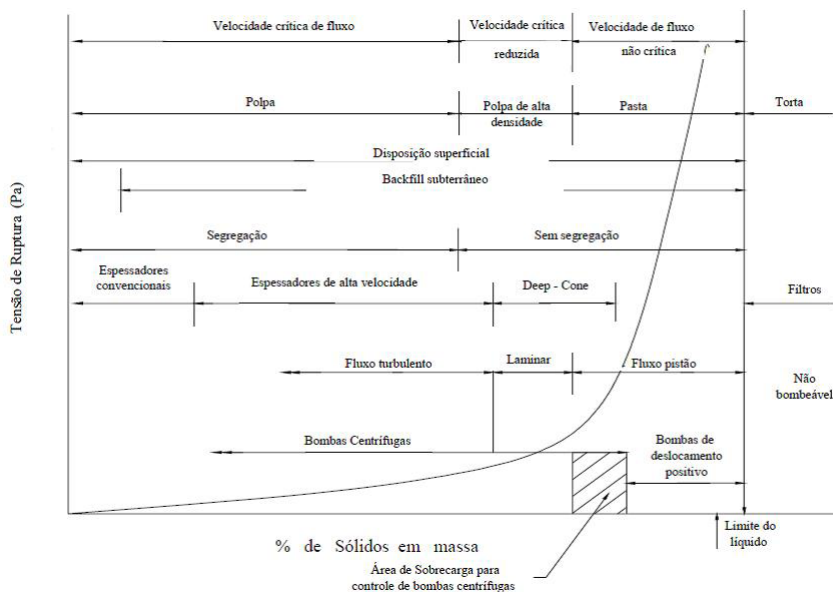 Velocidade crítica de fluxo
Velocidade crítica
reduzida
Velocidade de fluxo
não crítica
Polpa
Polpa de alta
densidade
Pasta
Torta
Disposição superficial
Backfill subterrâneo
Tensão de Ruptura (Pa)
Segregação
Sem segregação
Espessadores
convencionais
Espessadores de alta velocidade
Deep - Cone
Filtros
Fluxo turbulento
Laminar
Fluxo pistão
Não
bombeável
Bombas Centrífugas
Bombas de
deslocamento
positivo
% de Sólidos em massa
Limite do
líquido
Área de Sobrecarga para
controle de bombas centrífugas